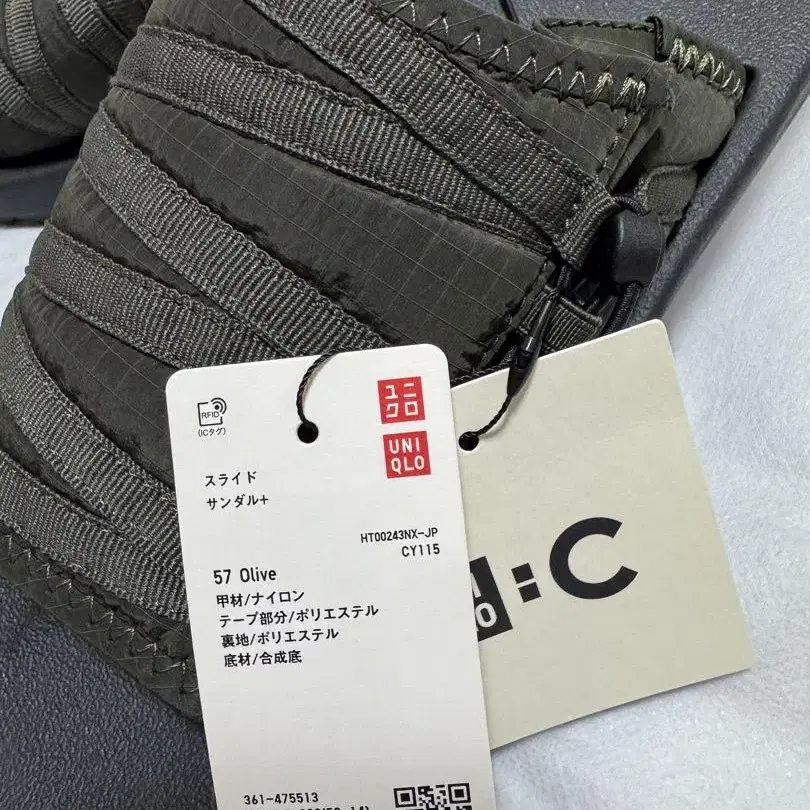 RFID
(ICタグ)
ユニ
クロ
UNI
QLO
スライド
サンダル+
HT00243NX-JP
CY115
57 Olive
甲材/ナイロン
テープ部分/ポリエステル
裏地/ポリエステル
底材/合成底
361-475513
:C